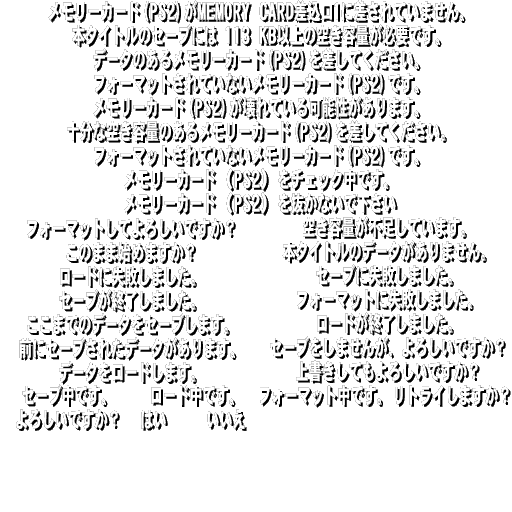 メモリーカード(PS2)がMEMORY CARD差込口1に差されていません。
本タイトルのセーブには 113 KB以上の空き容量が必要です。
データのあるメモリーカード(PS2)を差してください。
フォーマットされていないメモリーカード(PS2)です。
メモリーカード(PS2)が壊れている可能性があります。
十分な空き容量のあるメモリーカード(PS2)を差してください。
フォーマットされていないメモリーカード(PS2)です。
メモリーカード (PS2) をチェック中です、
メモリーカード (PS2) を抜かないで下さい
フォーマットしてよろしいですか? 空き容量が不足しています。
このまま始めますか? 本タイトルのデータがありません。
ロードに失敗しました。 セーブに失敗しました。
セーブが終了しました。 フォーマットに失敗しました。
ここまでのデータをセーブします。 ロードが終了しました。
前にセーブされたデータがあります。 セーブをしませんが、よろしいですか?
データをロードします。 上書きしてもよろしいですか?
セーブ中です、 ロード中です、 フォーマット中です、リトライしますか?
よろしいですか? はい いいえ